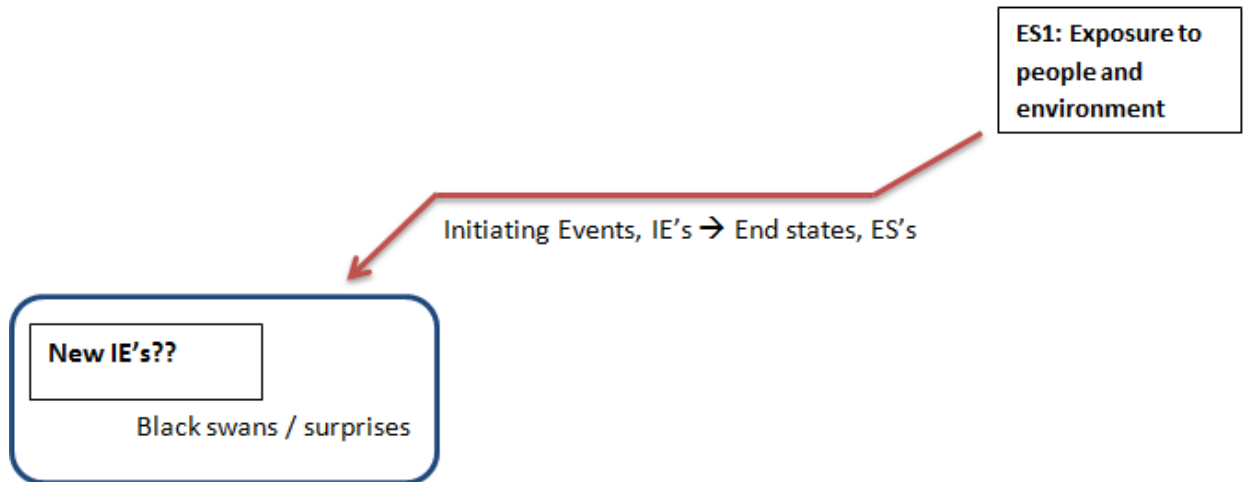 ES1: Exposure to
people and
environment
Initiating Events, IE’s → End states, ES’s
New IE’s??
Black swans / surprises